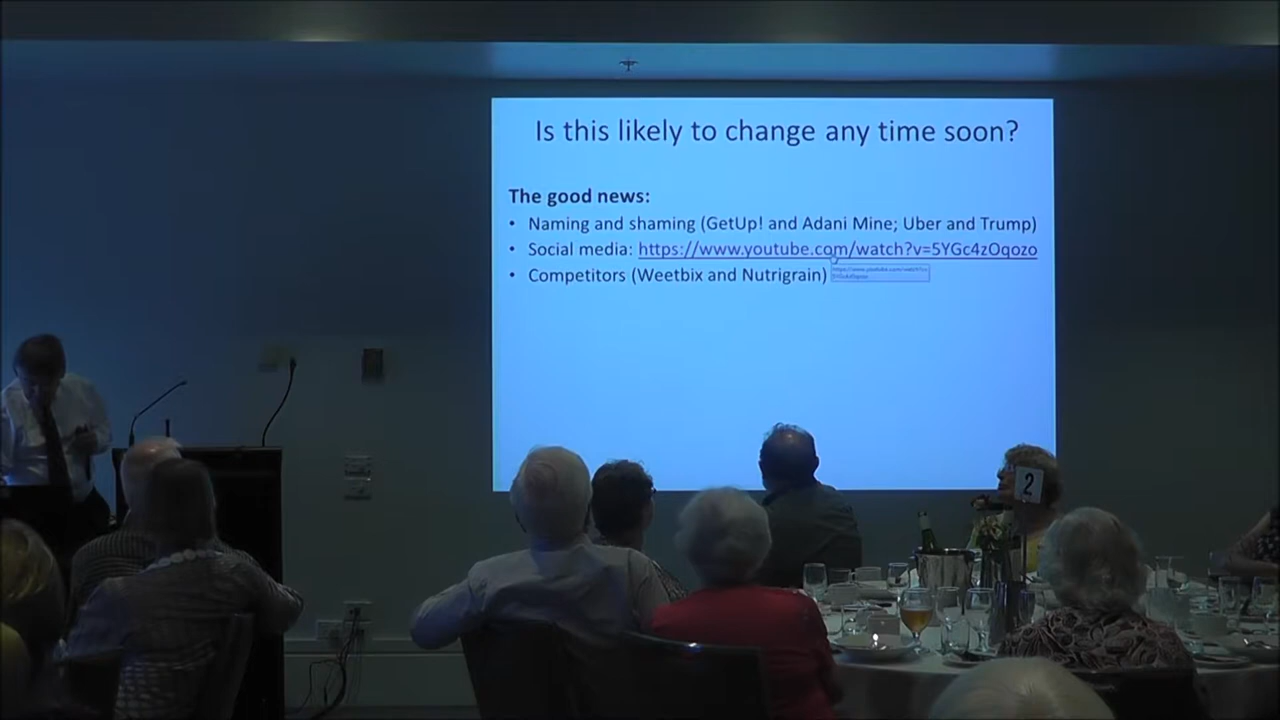 Is this likely to change any time soon?
The good news:
• Naming and shaming (GetUp! and Adani Mine; Uber and Trump)
• Social media: https://www.youtube.com/watch?v=5YGc4zOqozo
• Competitors (Weetbix and Nutrigrain)
2